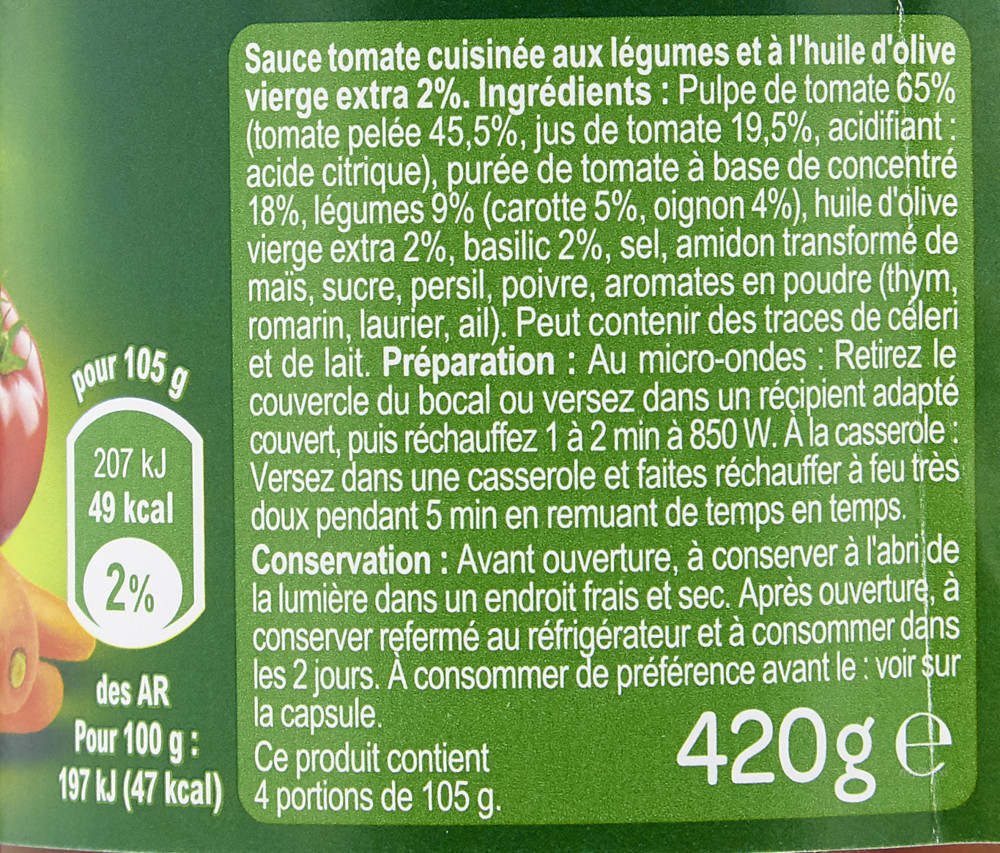 Sauce tomate cuisinée aux légumes et à l'huile d'olive
vierge extra 2%. Ingrédients : Pulpe de tomate 65%
(tomate pelée 45,5%, jus de tomate 19,5%, acidifiant :
acide citrique), purée de tomate à base de concentré
18%, légumes 9% (carotte 5%, oignon 4%), huile d'olive
vierge extra 2%, basilic 2%, sel, amidon transformé de
maïs, sucre, persil, poivre, aromates en poudre (thym,
romarin, laurier, ail). Peut contenir des traces de céleri
et de lait. Préparation : Au micro-ondes : Retirez le
couvercle du bocal ou versez dans un récipient adapté
couvert, puis réchauffez 1 à 2 min à 850 W. À la casserole :
Versez dans une casserole et faites réchauffer à feu très
doux pendant 5 min en remuant de temps en temps.
Conservation : Avant ouverture, à conserver à l'abri de
la lumière dans un endroit frais et sec. Après ouverture, à
conserver refermé au réfrigérateur et à consommer dans
les 2 jours. À consommer de préférence avant le : voir sur
la capsule.
Ce produit contient
4 portions de 105 g.
420g e
pour 105 g
207 kJ
49 kcal
2%
des AR
Pour 100 g :
197 kJ (47 kcal)